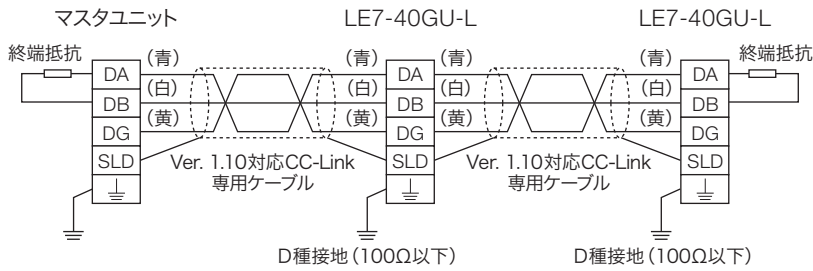 マスタユニット LE7-40GU-L LE7-40GU-L
終端抵抗 (青) (青) (青) (青) 終端抵抗
DA DA DA
(白) (白) (白) (白)
DB DB DB
(黄) (黄) (黄) (黄)
DG DG DG
SLD Ver. 1.10対応CC-Link SLD Ver. 1.10対応CC-Link SLD
専用ケーブル 専用ケーブル
D種接地(100Ω以下) D種接地(100Ω以下)